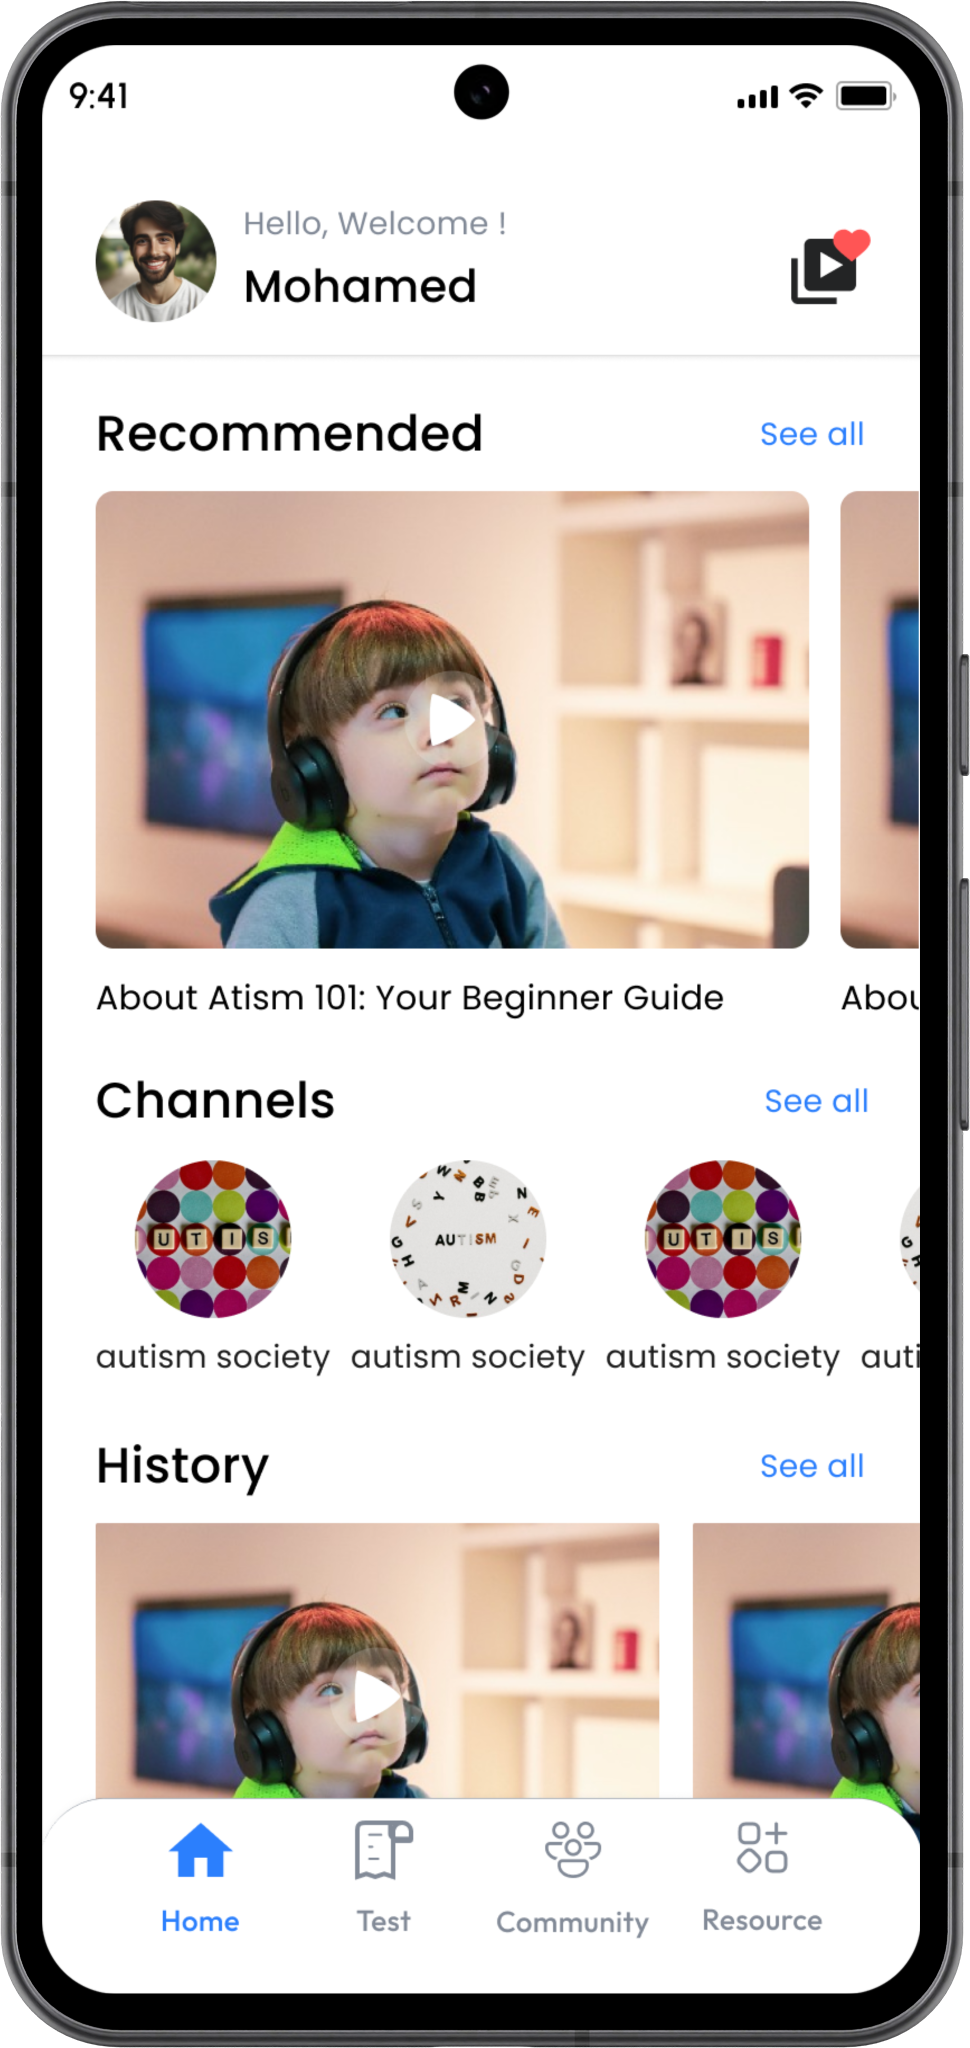 9:41
Hello, Welcome !
Mohamed
Recommended
See all
About Atism 101: Your Beginner Guide
Abou
Channels
See all
UTIS
AUTISM
UTIS
autism society
autism society
autism society
auti
History
See all
Home
Test
Community
Resource